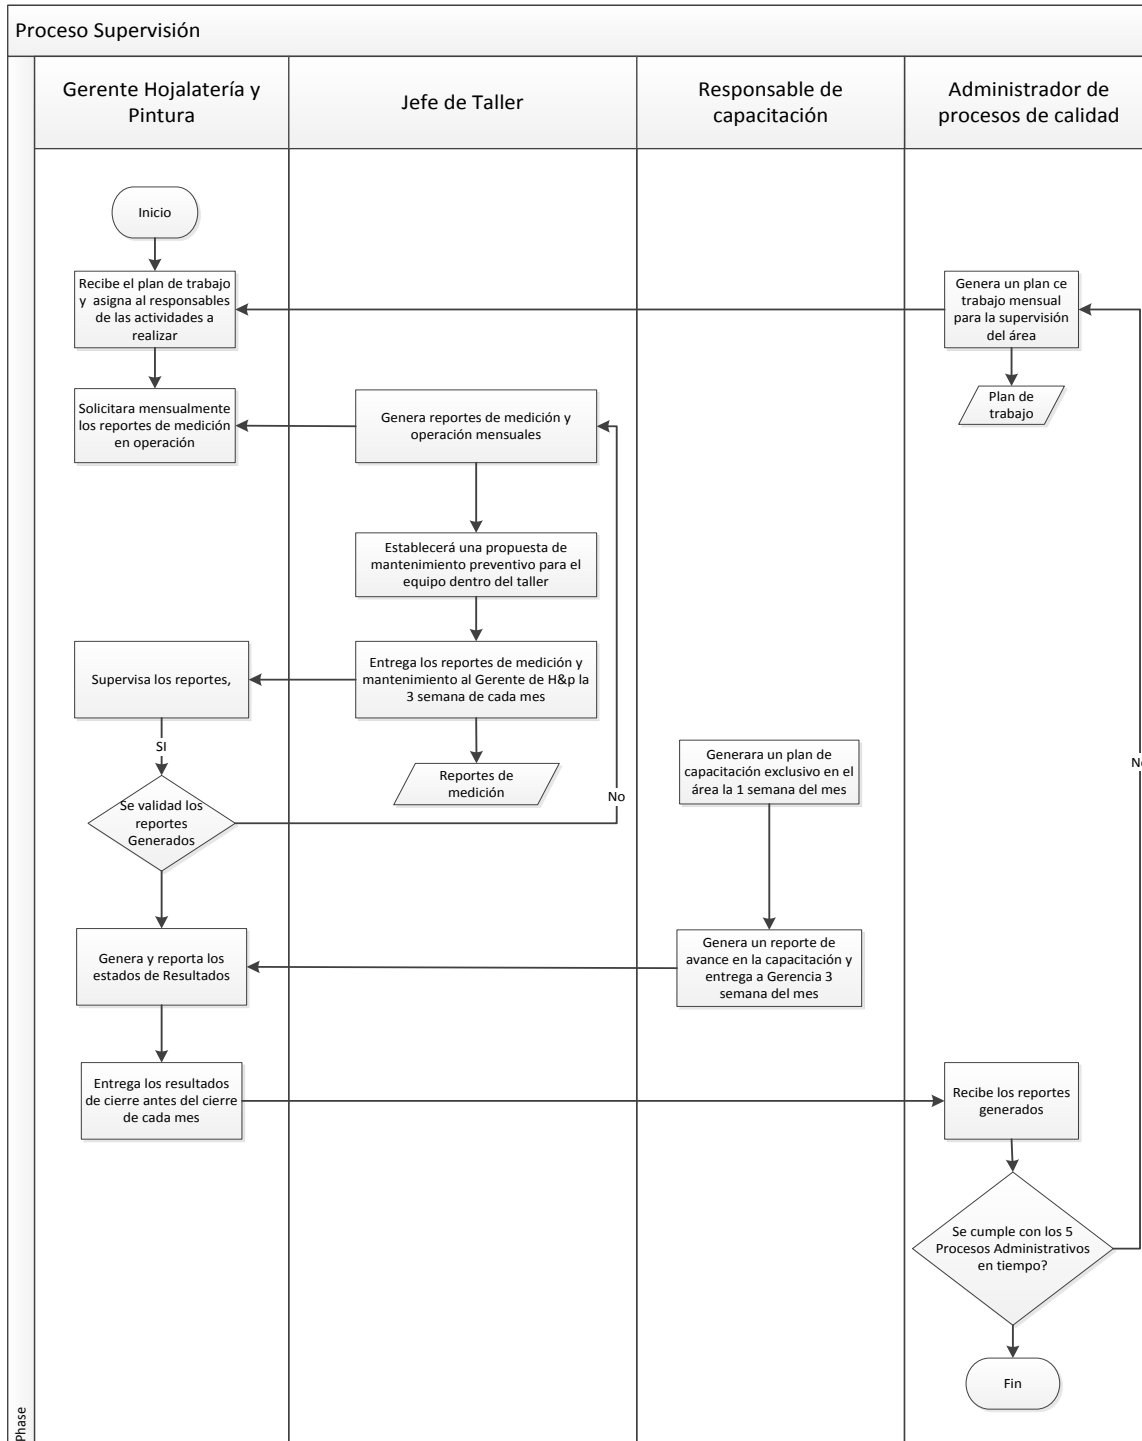 Proceso Supervisión
Gerente Hojalatería y
Pintura
Jefe de Taller
Responsable de
capacitación
Administrador de
procesos de calidad
Inicio
Recibe el plan de trabajo
y asigna al responsables
de las actividades a
realizar
Genera un plan ce
trabajo mensual
para la supervisión
del área
Solicitara mensualmente
los reportes de medición
en operación
Genera reportes de medición y
operación mensuales
Plan de
trabajo
Establecerá una propuesta de
mantenimiento preventivo para el
equipo dentro del taller
Supervisa los reportes,
Entrega los reportes de medición y
mantenimiento al Gerente de H&p la
3 semana de cada mes
SI
Generara un plan de
capacitación exclusivo en el
área la 1 semana del mes
No
Reportes de
medición
No
Se validad los
reportes
Generados
Genera y reporta los
estados de Resultados
Genera un reporte de
avance en la capacitación y
entrega a Gerencia 3
semana del mes
Entrega los resultados
de cierre antes del cierre
de cada mes
Recibe los reportes
generados
Se cumple con los 5
Procesos Administrativos
en tiempo?
Fin
Phase